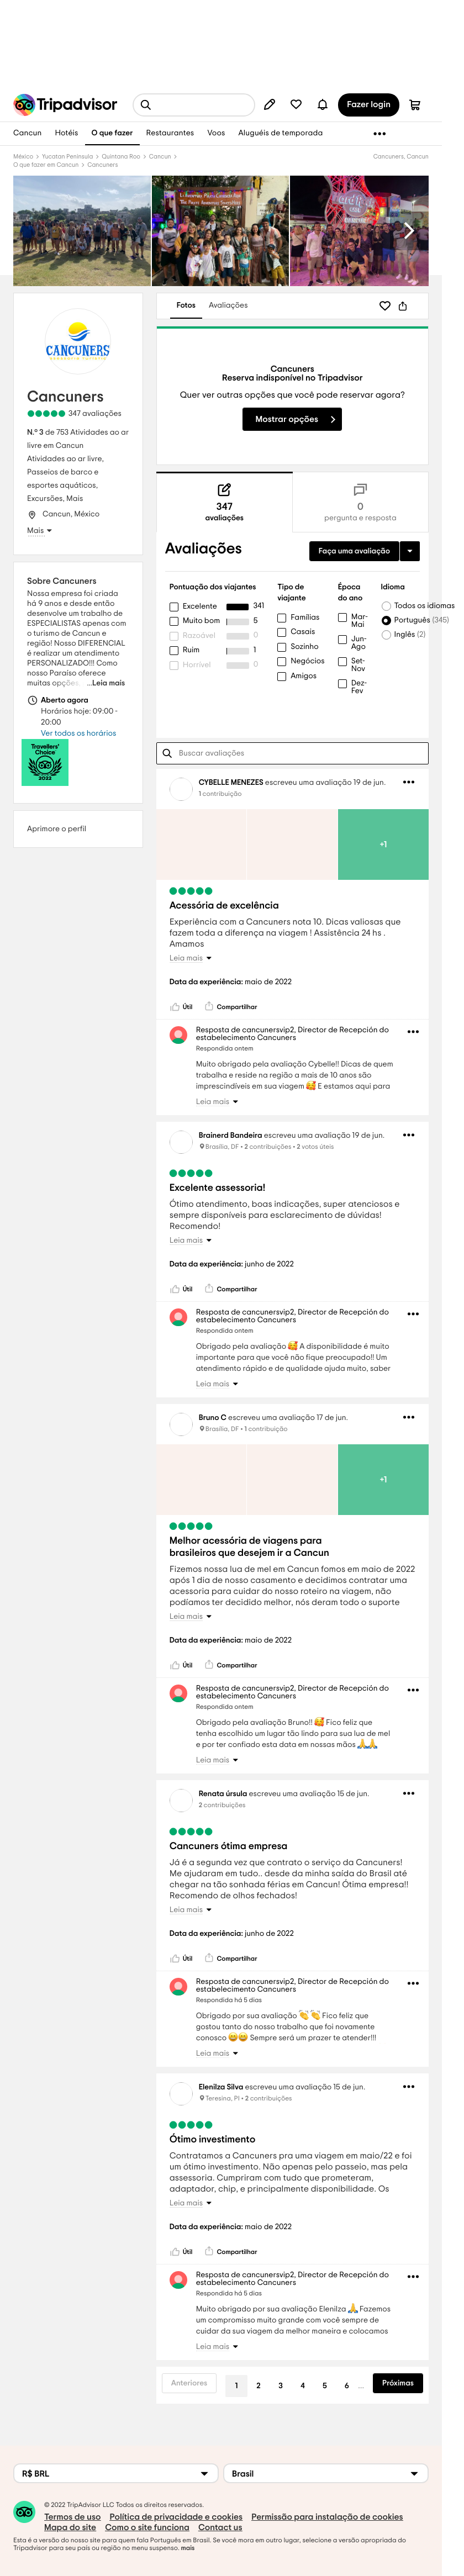 Tripadvisor
Fazer login
Cancun Hotéis O que fazer Restaurantes Voos Aluguéis de temporada
México > Yucatan Peninsula > Quintana Roo > Cancun >
O que fazer em Cancun > Cancuners
Cancuners, Cancun
CANCUNERS
Cancuners
347 avaliações
N.º 3 de 753 Atividades ao ar
livre em Cancun
Atividades ao ar livre,
Passeios de barco e
esportes aquáticos,
Excursões, Mais
Cancun, México
Mais
Sobre Cancuners
Nossa empresa foi criada
há 9 anos e desde então
desenvolve um trabalho de
ESPECIALISTAS apenas com
o turismo de Cancun e
região! Nosso DIFERENCIAL
é realizar um atendimento
PERSONALIZADO!!! Como
nosso Paraíso oferece
muitas opções. ...Leia mais
Aberto agora
Horários hoje: 09:00 -
20:00
Ver todos os horários
Travellers'
Choice
2022
Aprimore o perfil
Fotos Avaliações
Cancuners
Reserva indisponível no Tripadvisor
Quer ver outras opções que você pode reservar agora?
Mostrar opções
347
avaliações
0
pergunta e resposta
Avaliações
Faça uma avaliação
Pontuação dos viajantes
Excelente 341
Muito bom 5
Razoável 0
Ruim 1
Horrível 0
Tipo de
viajante
Famílias
Casais
Sozinho
Negócios
Amigos
Época
do ano
Mar-
Mai
Jun-
Ago
Set-
Nov
Dez-
Fev
Idioma
Todos os idiomas
Português (345)
Inglês (2)
Buscar avaliações
CYBELLE MENEZES escreveu uma avaliação 19 de jun.
1 contribuição
+1
Acessória de excelência
Experiência com a Cancuners nota 10. Dicas valiosas que
fazem toda a diferença na viagem ! Assistência 24 hs .
Amamos
Leia mais
Data da experiência: maio de 2022
Útil Compartilhar
Resposta de cancunersvip2, Director de Recepción do
estabelecimento Cancuners
Respondida ontem
Muito obrigado pela avaliação Cybelle!! Dicas de quem
trabalha e reside na região a mais de 10 anos são
imprescindíveis em sua viagem 🥰 E estamos aqui para
Leia mais
Brainerd Bandeira escreveu uma avaliação 19 de jun.
Brasília, DF • 2 contribuições • 2 votos úteis
Excelente assessoria!
Ótimo atendimento, boas indicações, super atenciosos e
sempre disponíveis para esclarecimento de dúvidas!
Recomendo!
Leia mais
Data da experiência: junho de 2022
Útil Compartilhar
Resposta de cancunersvip2, Director de Recepción do
estabelecimento Cancuners
Respondida ontem
Obrigado pela avaliação 🥰 A disponibilidade é muito
importante para que você não fique preocupado!! Um
atendimento rápido e de qualidade ajuda muito, saber
Leia mais
Bruno C escreveu uma avaliação 17 de jun.
Brasília, DF • 1 contribuição
+1
Melhor acessória de viagens para
brasileiros que desejem ir a Cancun
Fizemos nossa lua de mel em Cancun fomos em maio de 2022
após 1 dia de nosso casamento e decidimos contratar uma
acessoria para cuidar do nosso roteiro na viagem, não
podíamos ter decidido melhor, nós deram todo o suporte
Leia mais
Data da experiência: maio de 2022
Útil Compartilhar
Resposta de cancunersvip2, Director de Recepción do
estabelecimento Cancuners
Respondida ontem
Obrigado pela avaliação Bruno!! 🥰 Fico feliz que
tenha escolhido um lugar tão lindo para sua lua de mel
e por ter confiado esta data em nossas mãos 🙏🙏
Leia mais
Renata úrsula escreveu uma avaliação 15 de jun.
2 contribuições
Cancuners ótima empresa
Já é a segunda vez que contrato o serviço da Cancuners!
Me ajudaram em tudo.. desde da minha saída do Brasil até
chegar na tão sonhada férias em Cancun! Ótima empresa!!
Recomendo de olhos fechados!
Leia mais
Data da experiência: junho de 2022
Útil Compartilhar
Resposta de cancunersvip2, Director de Recepción do
estabelecimento Cancuners
Respondida há 5 dias
Obrigado por sua avaliação 👏 👏 Fico feliz que
gostou tanto do nosso trabalho que foi novamente
conosco 😄😄 Sempre será um prazer te atender!!!
Leia mais
Elenilza Silva escreveu uma avaliação 15 de jun.
Teresina, PI • 2 contribuições
Ótimo investimento
Contratamos a Cancuners pra uma viagem em maio/22 e foi
um ótimo investimento. Não apenas pelo passeio, mas pela
assessoria. Cumpriram com tudo que prometeram,
adaptador, chip, e principalmente disponibilidade. Os
Leia mais
Data da experiência: maio de 2022
Útil Compartilhar
Resposta de cancunersvip2, Director de Recepción do
estabelecimento Cancuners
Respondida há 5 dias
Muito obrigado por sua avaliação Elenilza 🙏 Fazemos
um compromisso muito grande com você sempre de
cuidar da sua viagem da melhor maneira e colocamos
Leia mais
Anteriores 1 2 3 4 5 6 ... Próximas
R$ BRL
Brasil
© 2022 TripAdvisor LLC Todos os direitos reservados.
Termos de uso Política de privacidade e cookies Permissão para instalação de cookies
Mapa do site Como o site funciona Contact us
Esta é a versão do nosso site para quem fala Português em Brasil. Se você mora em outro lugar, selecione a versão apropriada do
Tripadvisor para seu país ou região no menu suspenso. mais